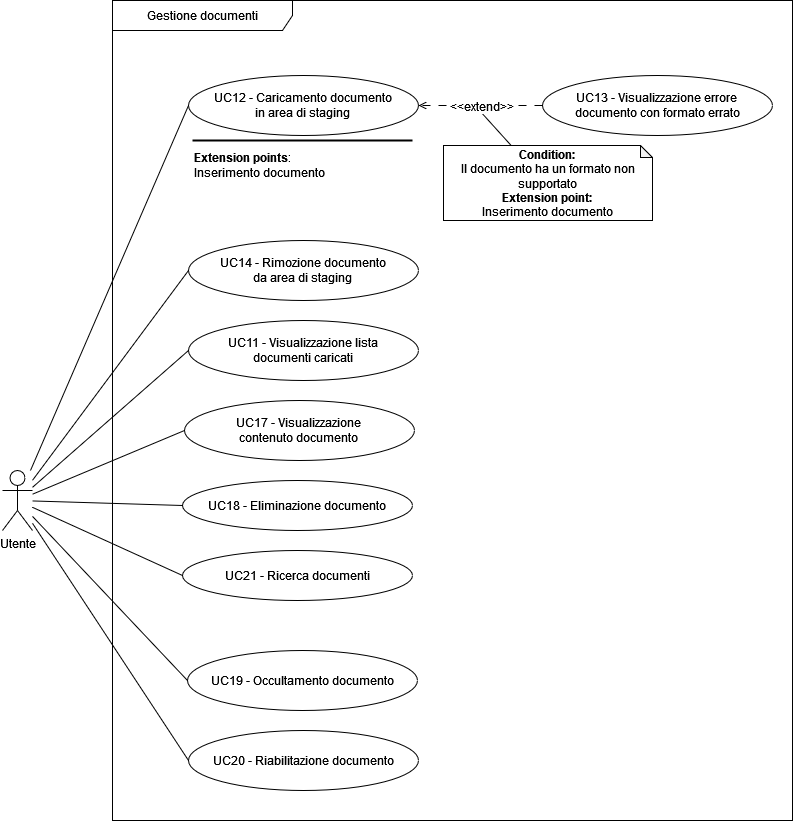 Gestione documenti
UC12 - Caricamento documento
in area di staging
<<extend>>
UC13 - Visualizzazione errore
documento con formato errato
Extension points:
Inserimento documento
Condition:
Il documento ha un formato non
supportato
Extension point:
Inserimento documento
UC14 - Rimozione documento
da area di staging
UC11 - Visualizzazione lista
documenti caricati
UC17 - Visualizzazione
contenuto documento
UC18 - Eliminazione documento
Utente
UC21 - Ricerca documenti
UC19 - Occultamento documento
UC20 - Riabilitazione documento